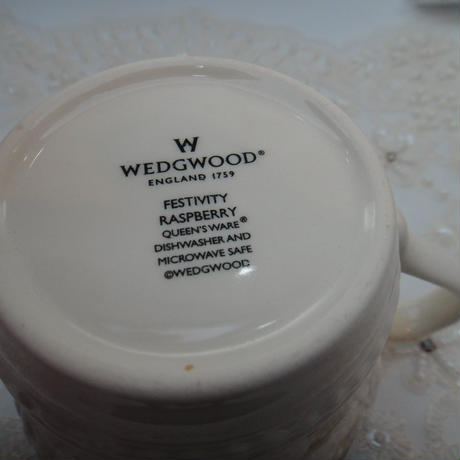 W
WEDGWOOD®
ENGLAND 1759
FESTIVITY
RASPBERRY
QUEEN'S WARE®
DISHWASHER AND
MICROWAVE SAFE
©WEDGWOOD